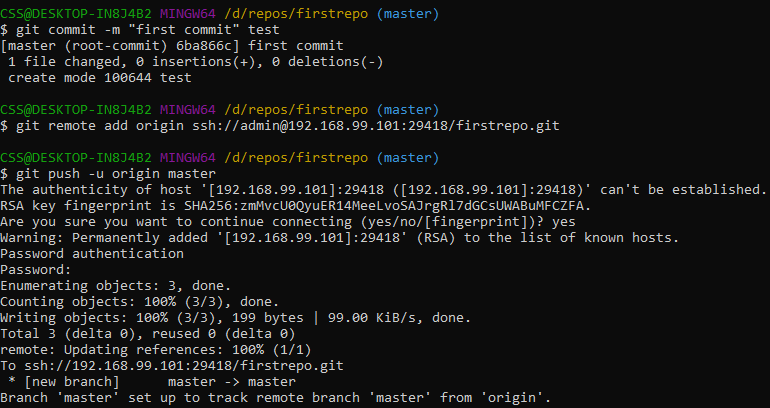 CSS@DESKTOP-IN8J4B2 MINGW64 /d/repos/firstrepo (master)
$ git commit -m "first commit" test
[master (root-commit) 6ba866c] first commit
 1 file changed, 0 insertions(+), 0 deletions(-)
 create mode 100644 test
CSS@DESKTOP-IN8J4B2 MINGW64 /d/repos/firstrepo (master)
$ git remote add origin ssh://admin@192.168.99.101:29418/firstrepo.git
CSS@DESKTOP-IN8J4B2 MINGW64 /d/repos/firstrepo (master)
$ git push -u origin master
The authenticity of host '[192.168.99.101]:29418 ([192.168.99.101]:29418)' can't be established.
RSA key fingerprint is SHA256:zmMvcU0QyuER14MeeLvoSAJrgRl7dGCsUWABuMFCZFA.
Are you sure you want to continue connecting (yes/no/[fingerprint])? yes
Warning: Permanently added '[192.168.99.101]:29418' (RSA) to the list of known hosts.
Password authentication
Password:
Enumerating objects: 3, done.
Counting objects: 100% (3/3), done.
Writing objects: 100% (3/3), 199 bytes | 99.00 KiB/s, done.
Total 3 (delta 0), reused 0 (delta 0)
remote: Updating references: 100% (1/1)
To ssh://192.168.99.101:29418/firstrepo.git
 * [new branch]      master -> master
Branch 'master' set up to track remote branch 'master' from 'origin'.